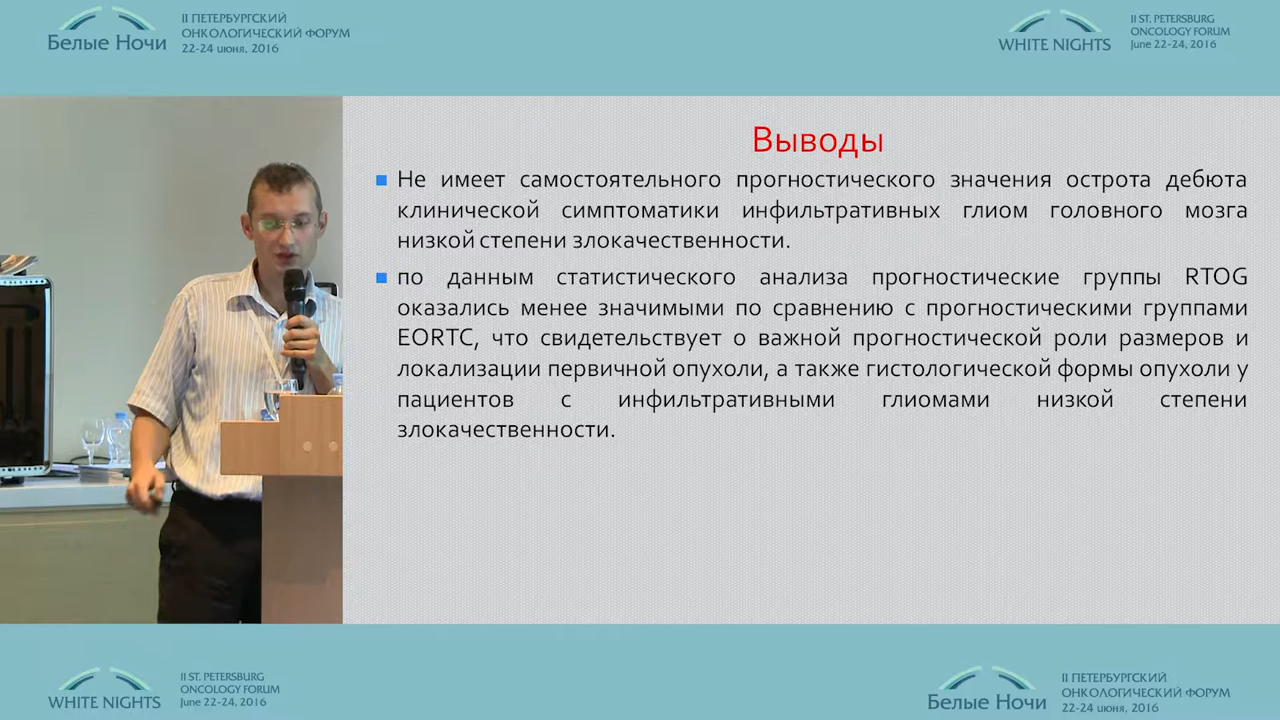 Белые Ночи
II ПЕТЕРБУРГСКИЙ
ОНКОЛОГИЧЕСКИЙ ФОРУМ
22-24 июня, 2016
WHITE NIGHTS
II ST. PETERSBURG
ONCOLOGY FORUM
June 22-24, 2016
Выводы
Не имеет самостоятельного прогностического значения острота дебюта
клинической симптоматики инфильтративных глиом головного мозга
низкой степени злокачественности.
по данным статистического анализа прогностические группы RTOG
оказались менее значимыми по сравнению с прогностическими группами
EORTC, что свидетельствует о важной прогностической роли размеров и
локализации первичной опухоли, а также гистологической формы опухоли у
пациентов с инфильтративными глиомами низкой степени
злокачественности.
WHITE NIGHTS
II ST. PETERSBURG
ONCOLOGY FORUM
June 22-24, 2016
Белые Ночи
II ПЕТЕРБУРГСКИЙ
ОНКОЛОГИЧЕСКИЙ ФОРУМ
22-24 июня, 2016